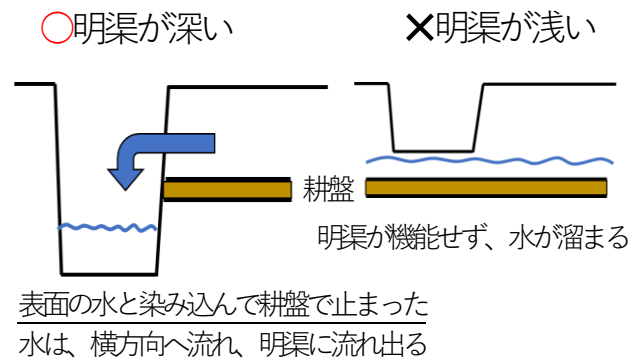 ○明渠が深い
×明渠が浅い
耕盤
明渠が機能せず、水が溜まる
表面の水と染み込んで耕盤で止まった
水は、横方向へ流れ、明渠に流れ出る